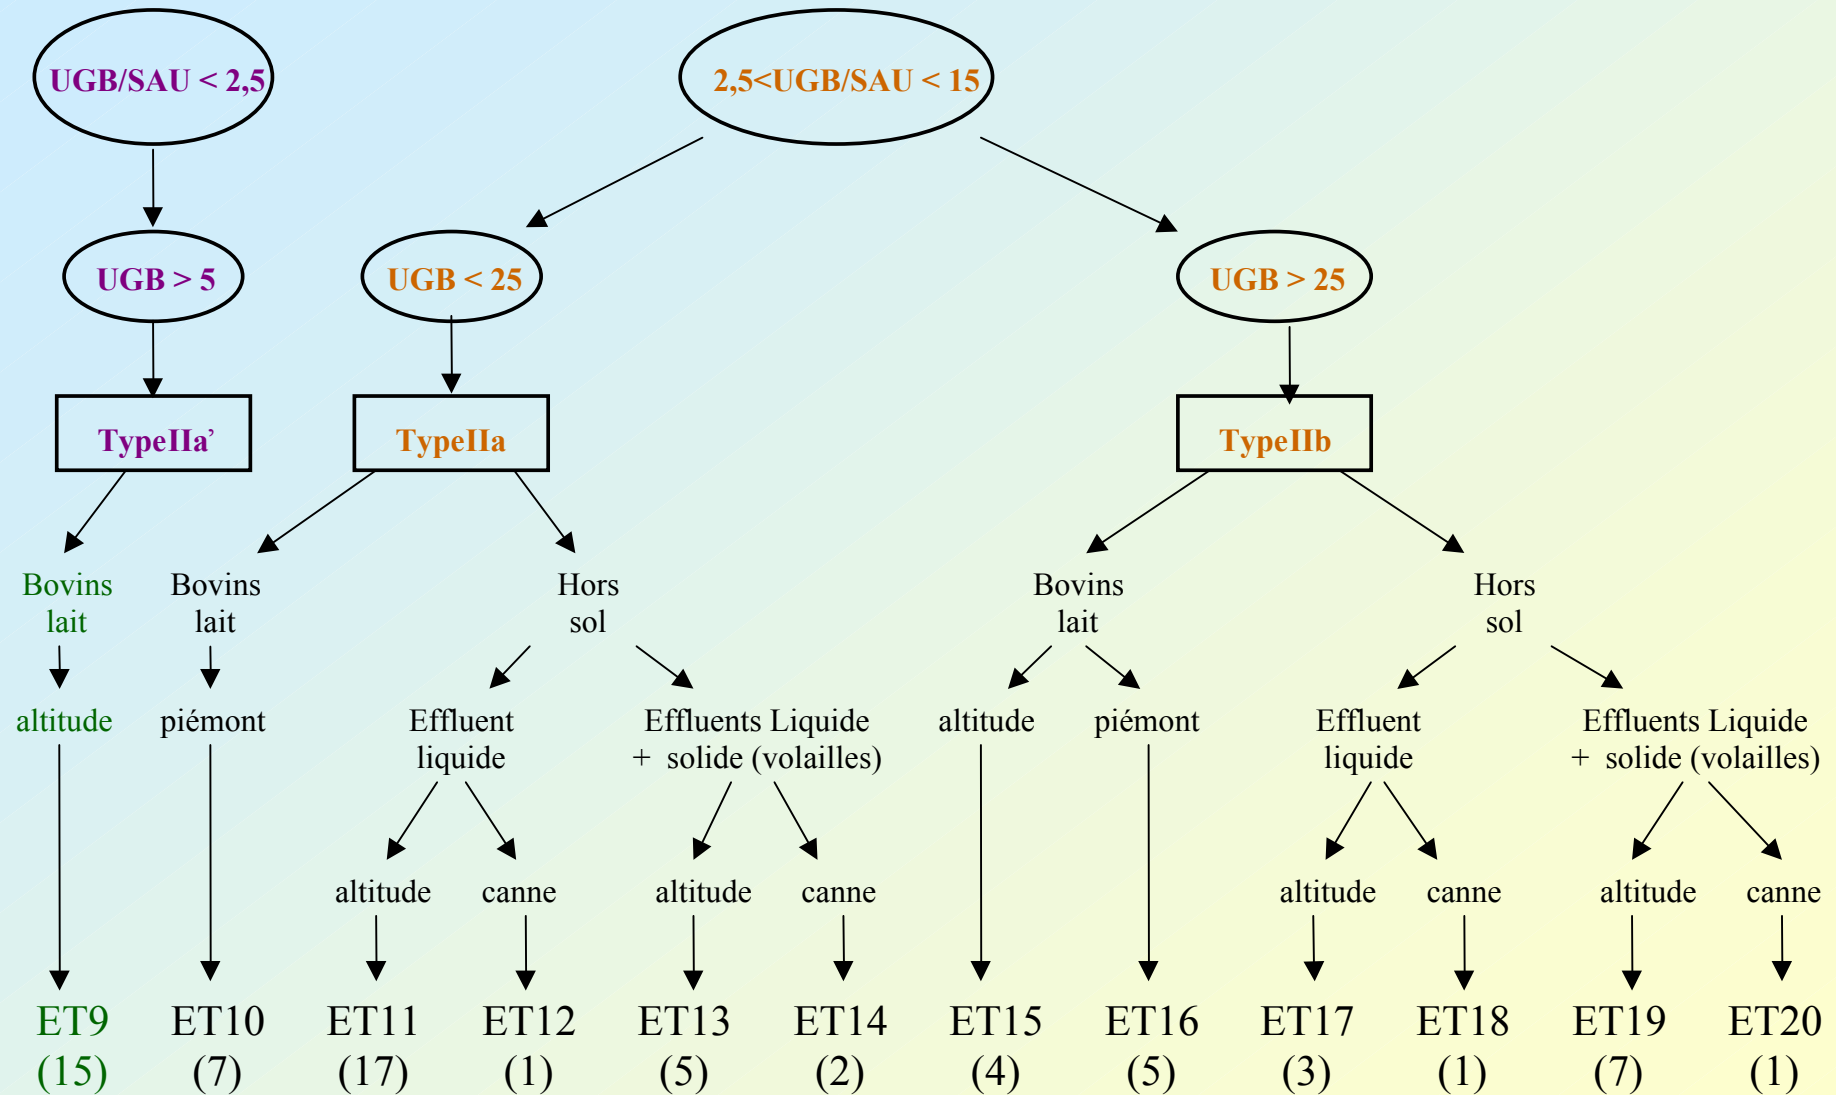 UGB/SAU < 2,5
2,5<UGB/SAU < 15
UGB > 5
UGB < 25
UGB > 25
TypeIIa’
TypeIIa
TypeIIb
Bovins
lait
Bovins
lait
Hors
sol
Bovins
lait
Hors
sol
altitude
piémont
Effluent
liquide
Effluents Liquide
+ solide (volailles)
altitude
piémont
Effluent
liquide
Effluents Liquide
+ solide (volailles)
altitude
canne
altitude
canne
altitude
canne
altitude
canne
ET9
(15)
ET10
(7)
ET11
(17)
ET12
(1)
ET13
(5)
ET14
(2)
ET15
(4)
ET16
(5)
ET17
(3)
ET18
(1)
ET19
(7)
ET20
(1)